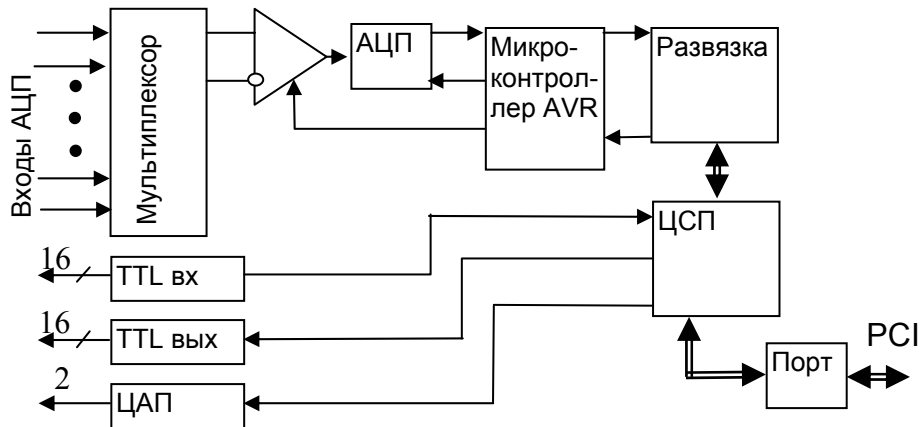 Входы АЦП
Мультиплексор
АЦП
Микро-
контрол-
лер AVR
Развязка
ЦСП
16
TTL вх
16
TTL вых
2
ЦАП
Порт
PCI